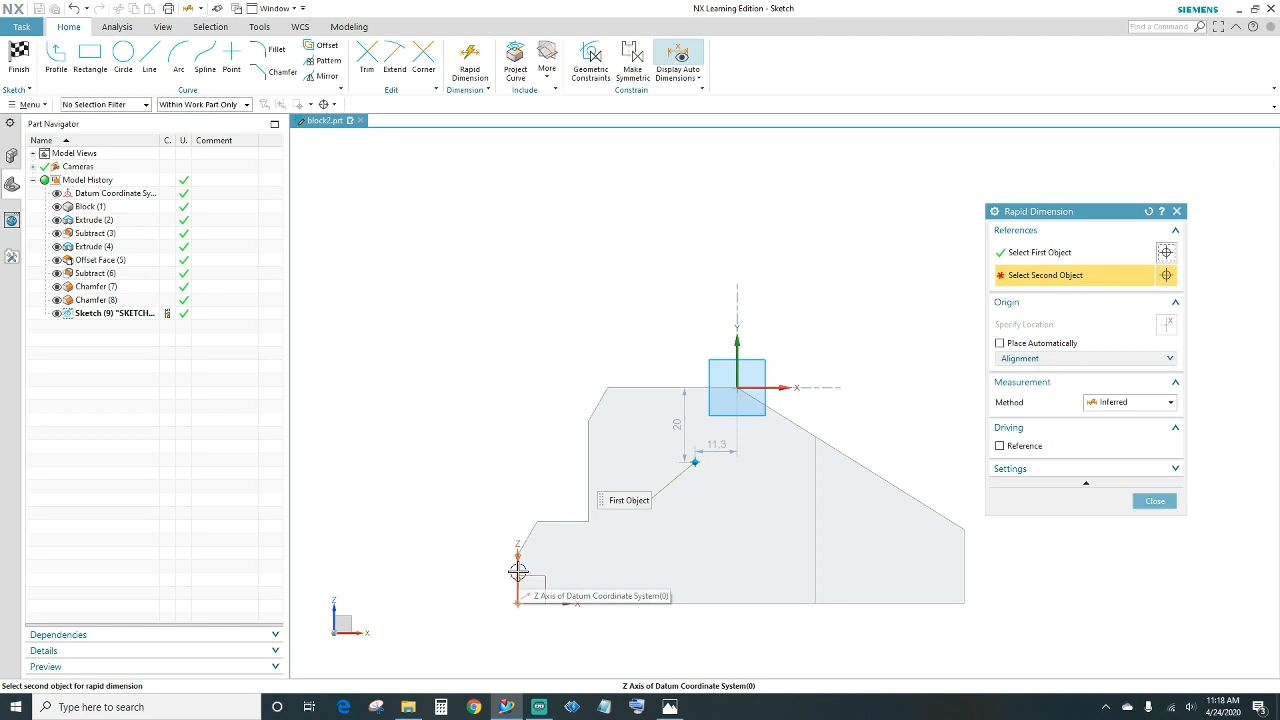 NX
Window
NX Learning Edition - Sketch
SIEMENS
Task
Home
Analysis
View
Selection
Tools
WCS
Modeling
Find a Command
Finish
Profile
Rectangle
Circle
Line
Arc
Spline
Point
Fillet
Chamfer
Offset
Pattern
Mirror
Trim
Extend
Corner
Rapid
Dimension
Project
Curve
More
Geometric
Constraints
Make
Symmetric
Display Auto
Dimensions
Sketch
Curve
Edit
Dimension
Include
Constrain
Menu
No Selection Filter
Within Work Part Only
Part Navigator
Name
C.
U.
Comment
Model Views
Cameras
Model History
Datum Coordinate Sy...
Block (1)
Extrude (2)
Subtract (3)
Extrude (4)
Offset Face (5)
Subtract (6)
Chamfer (7)
Chamfer (8)
Sketch (9) "SKETCH...
Dependencies
Details
Preview
block2.prt
Y
X
20
11.3
First Object
Z
X
Z Axis of Datum Coordinate System(0)
Z
X
Rapid Dimension
References
Select First Object
Select Second Object
Origin
Specify Location
Place Automatically
Alignment
Measurement
Method
Inferred
Driving
Reference
Settings
Close
Select second object for rapid dimension
Z Axis of Datum Coordinate System(0)
Type here to search
11:18 AM
4/24/2020